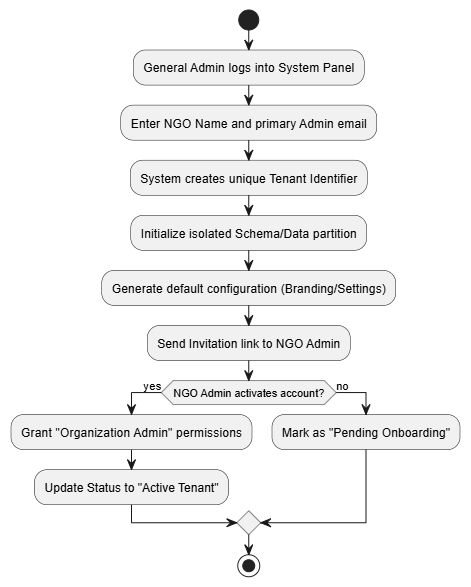 General Admin logs into System Panel
Enter NGO Name and primary Admin email
System creates unique Tenant Identifier
Initialize isolated Schema/Data partition
Generate default configuration (Branding/Settings)
Send Invitation link to NGO Admin
yes
NGO Admin activates account?
no
Grant "Organization Admin" permissions
Mark as "Pending Onboarding"
Update Status to "Active Tenant"